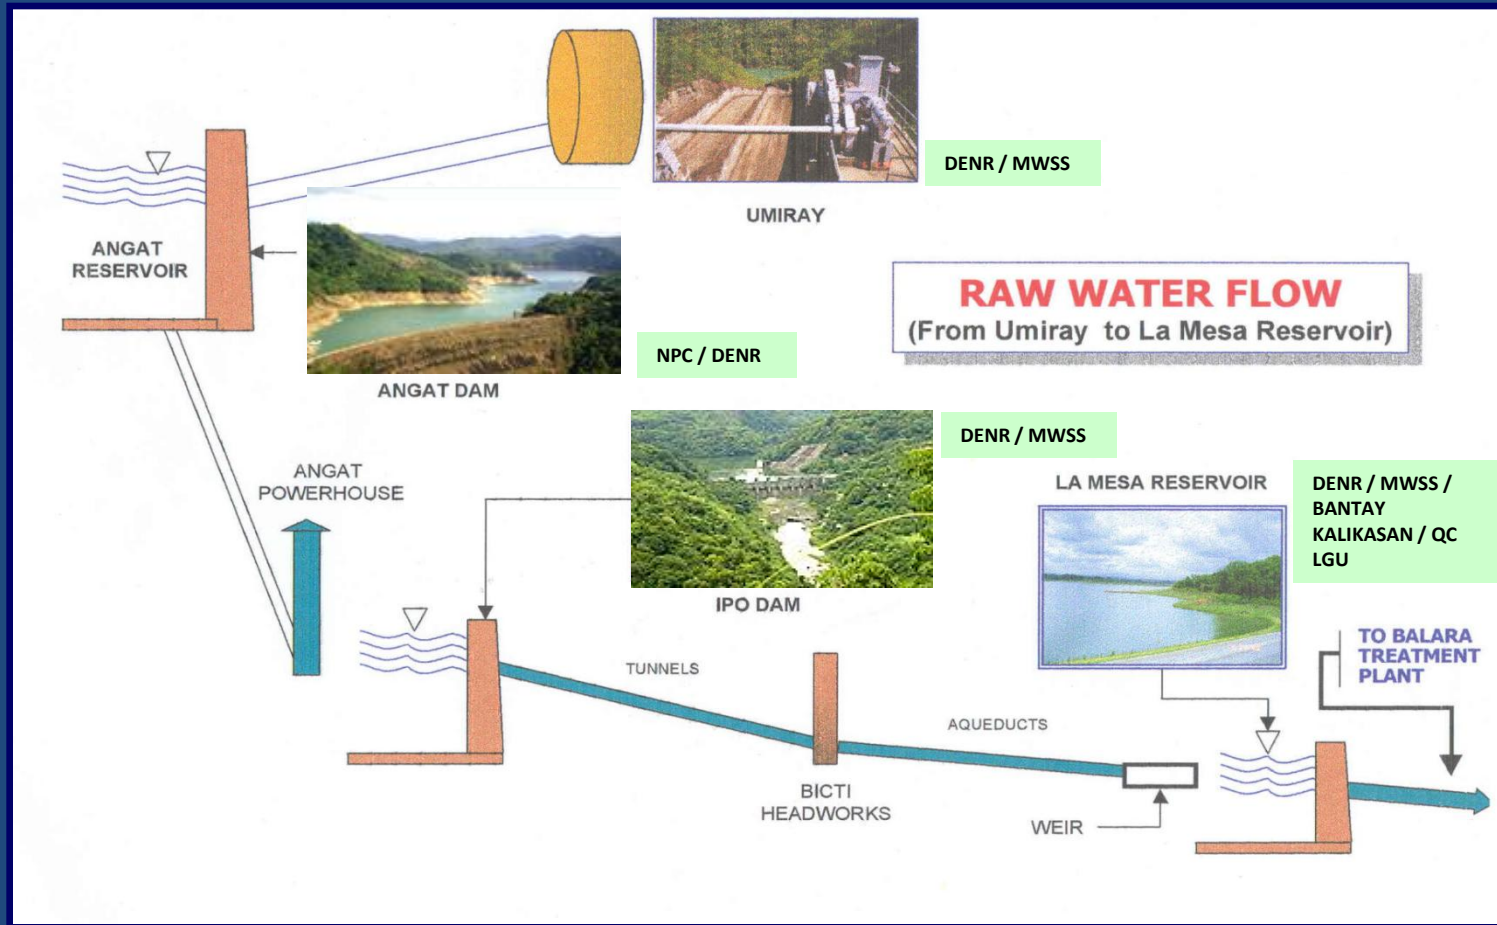 DENR / MWSS
UMIRAY
ANGAT
RESERVOIR
RAW WATER FLOW
(From Umiray to La Mesa Reservoir)
NPC / DENR
ANGAT DAM
DENR / MWSS
ANGAT
POWERHOUSE
LA MESA RESERVOIR
DENR / MWSS /
BANTAY
KALIKASAN / QC
LGU
IPO DAM
TO BALARA
TREATMENT
PLANT
TUNNELS
AQUEDUCTS
BICTI
HEADWORKS
WEIR